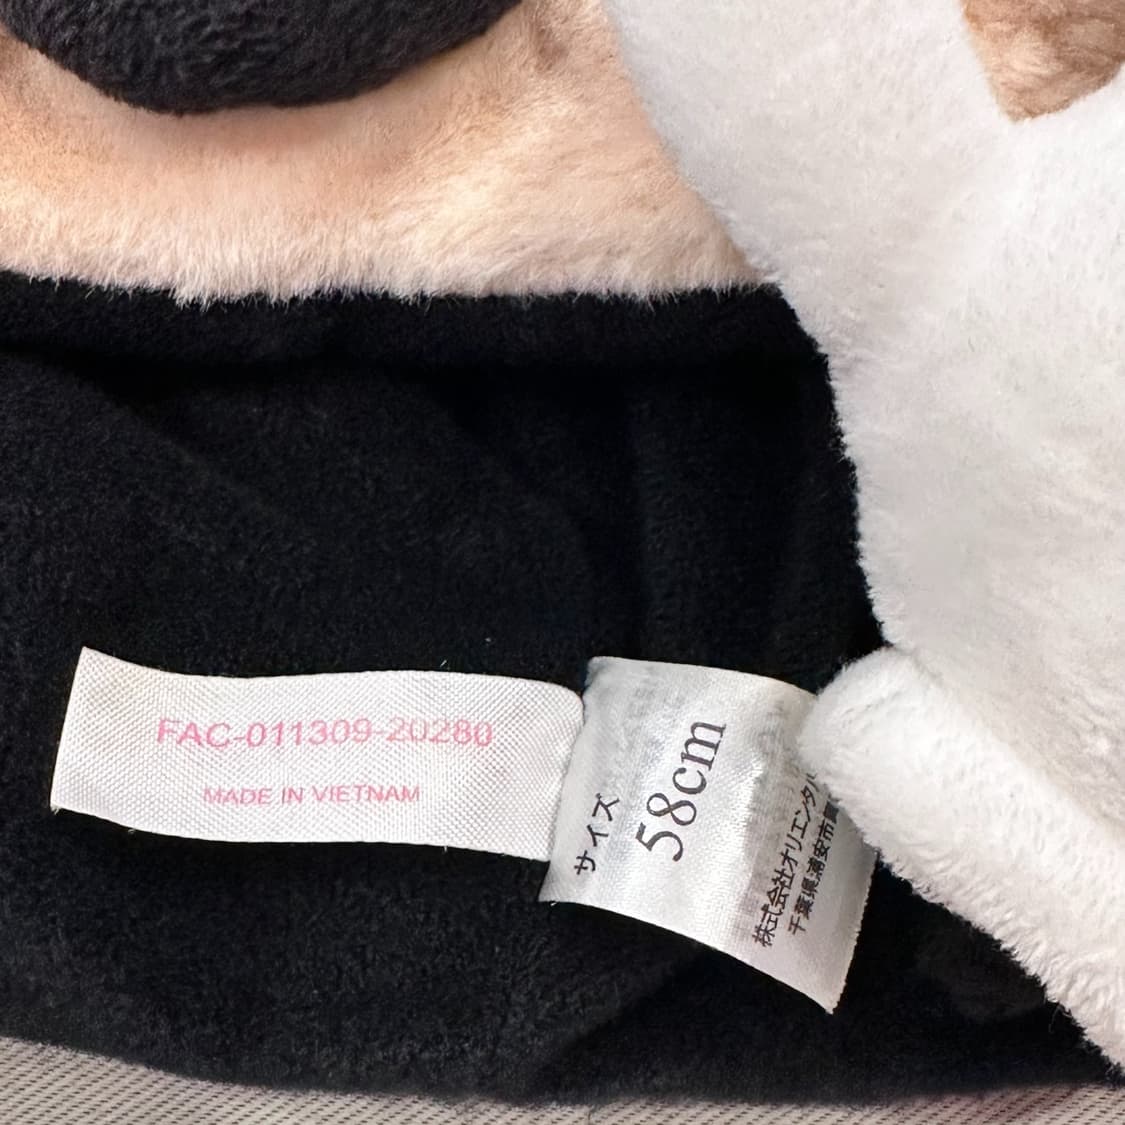 FAC-011309-20280
MADE IN VIETNAM
サイズ
58cm
株式会社オリエンタル
千葉県浦安市